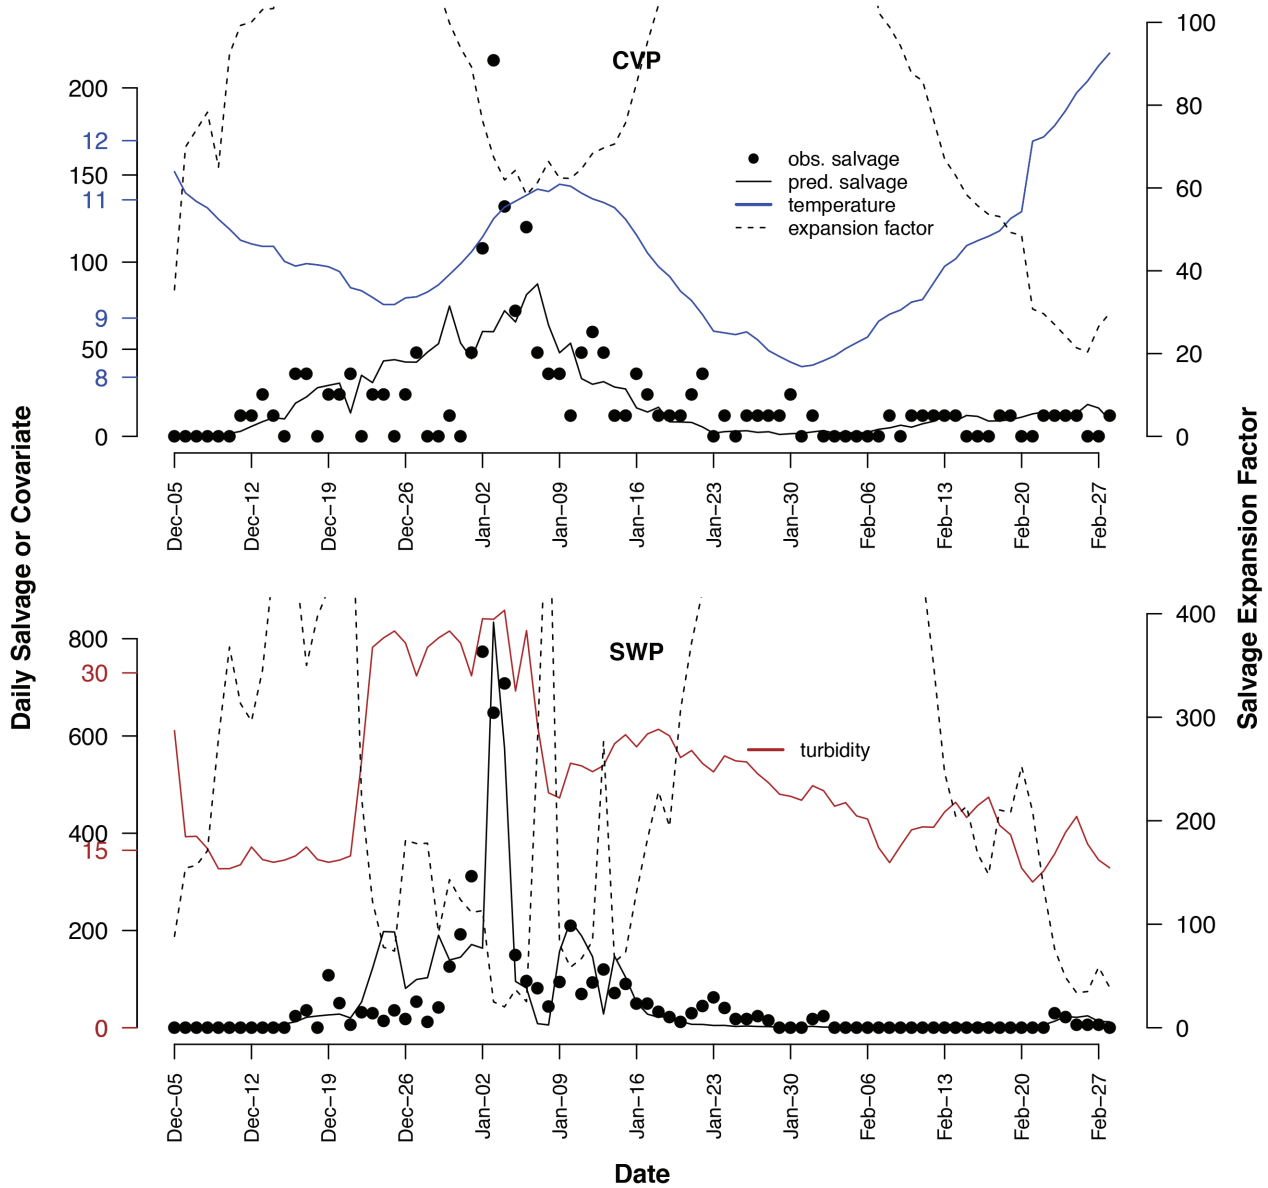 CVP
200
150
100
50
0
12
11
9
8
100
80
60
40
20
0
obs. salvage
pred. salvage
temperature
expansion factor
Dec−05
Dec−12
Dec−19
Dec−26
Jan−02
Jan−09
Jan−16
Jan−23
Jan−30
Feb−06
Feb−13
Feb−20
Feb−27
Daily Salvage or Covariate
Salvage Expansion Factor
SWP
800
600
400
200
30
15
0
400
300
200
100
0
turbidity
Dec−05
Dec−12
Dec−19
Dec−26
Jan−02
Jan−09
Jan−16
Jan−23
Jan−30
Feb−06
Feb−13
Feb−20
Feb−27
Date